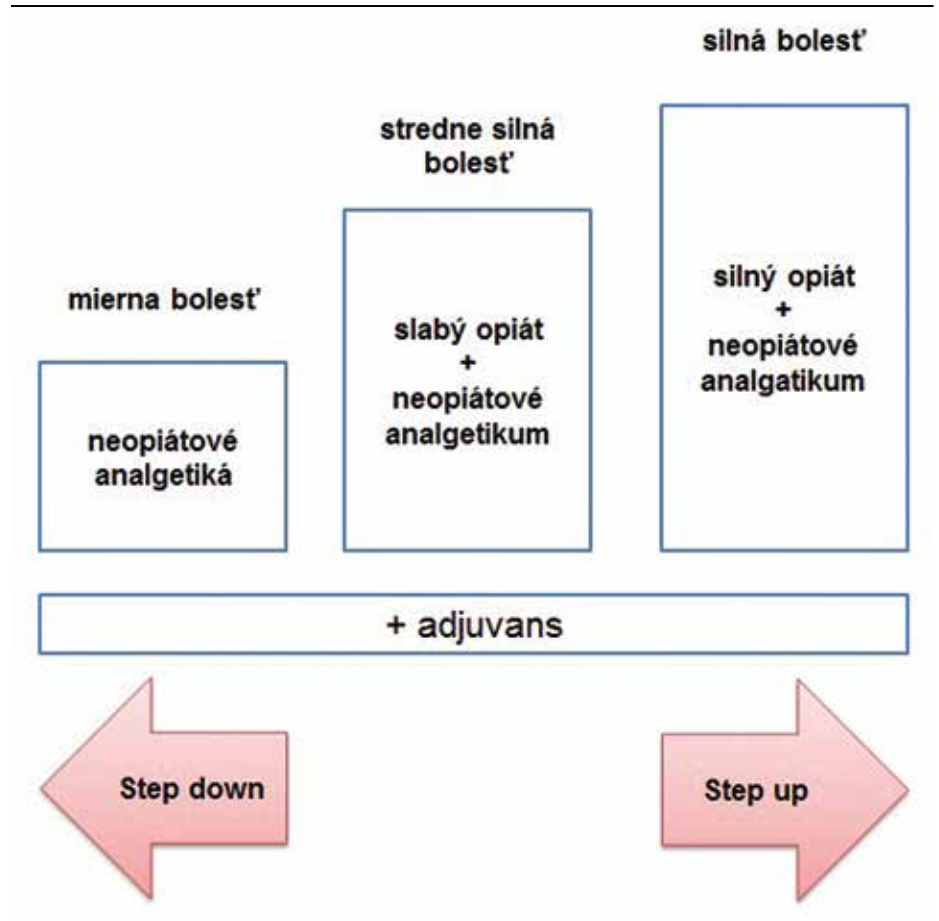 silná bolesť
stredne silná
bolesť
mierna bolesť
silný opiát
+
neopiátové
analgatikum
slabý opiát
+
neopiátové
analgetikum
neopiátové
analgetiká
+ adjuvans
Step down
Step up